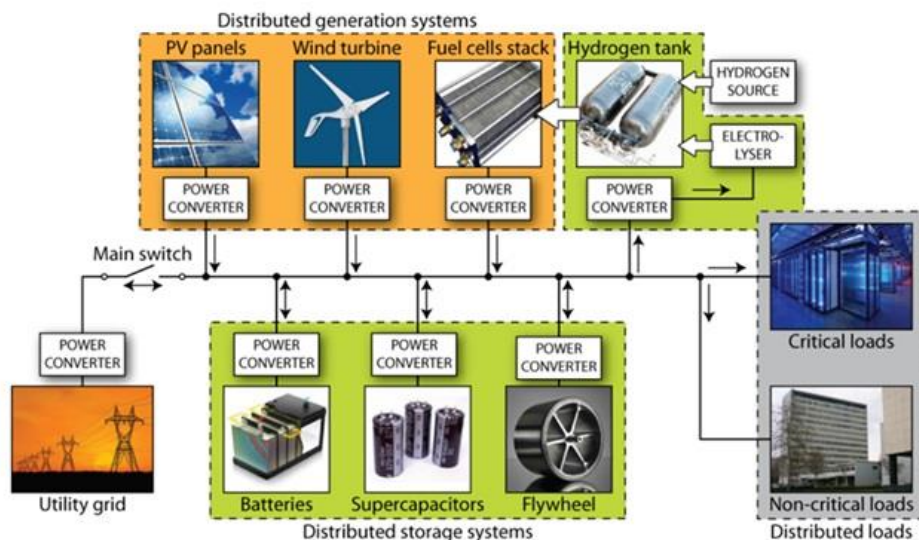 Distributed generation systems
PV panels
Wind turbine
Fuel cells stack
Hydrogen tank
HYDROGEN
SOURCE
ELECTRO-
LYSER
POWER
CONVERTER
POWER
CONVERTER
POWER
CONVERTER
POWER
CONVERTER
Main switch
POWER
CONVERTER
POWER
CONVERTER
POWER
CONVERTER
POWER
CONVERTER
Critical loads
Utility grid
Batteries
Supercapacitors
Flywheel
Non-critical loads
Distributed storage systems
Distributed loads